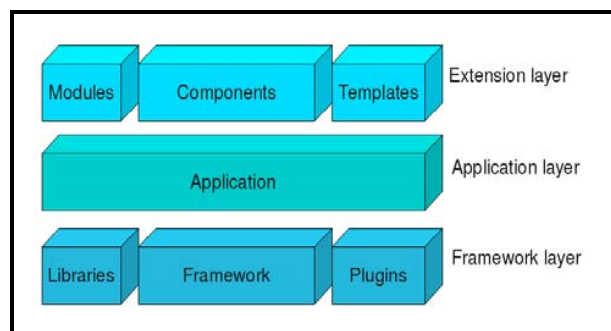 Modules Components Templates Extension layer
Application Application layer
Libraries Framework Plugins Framework layer